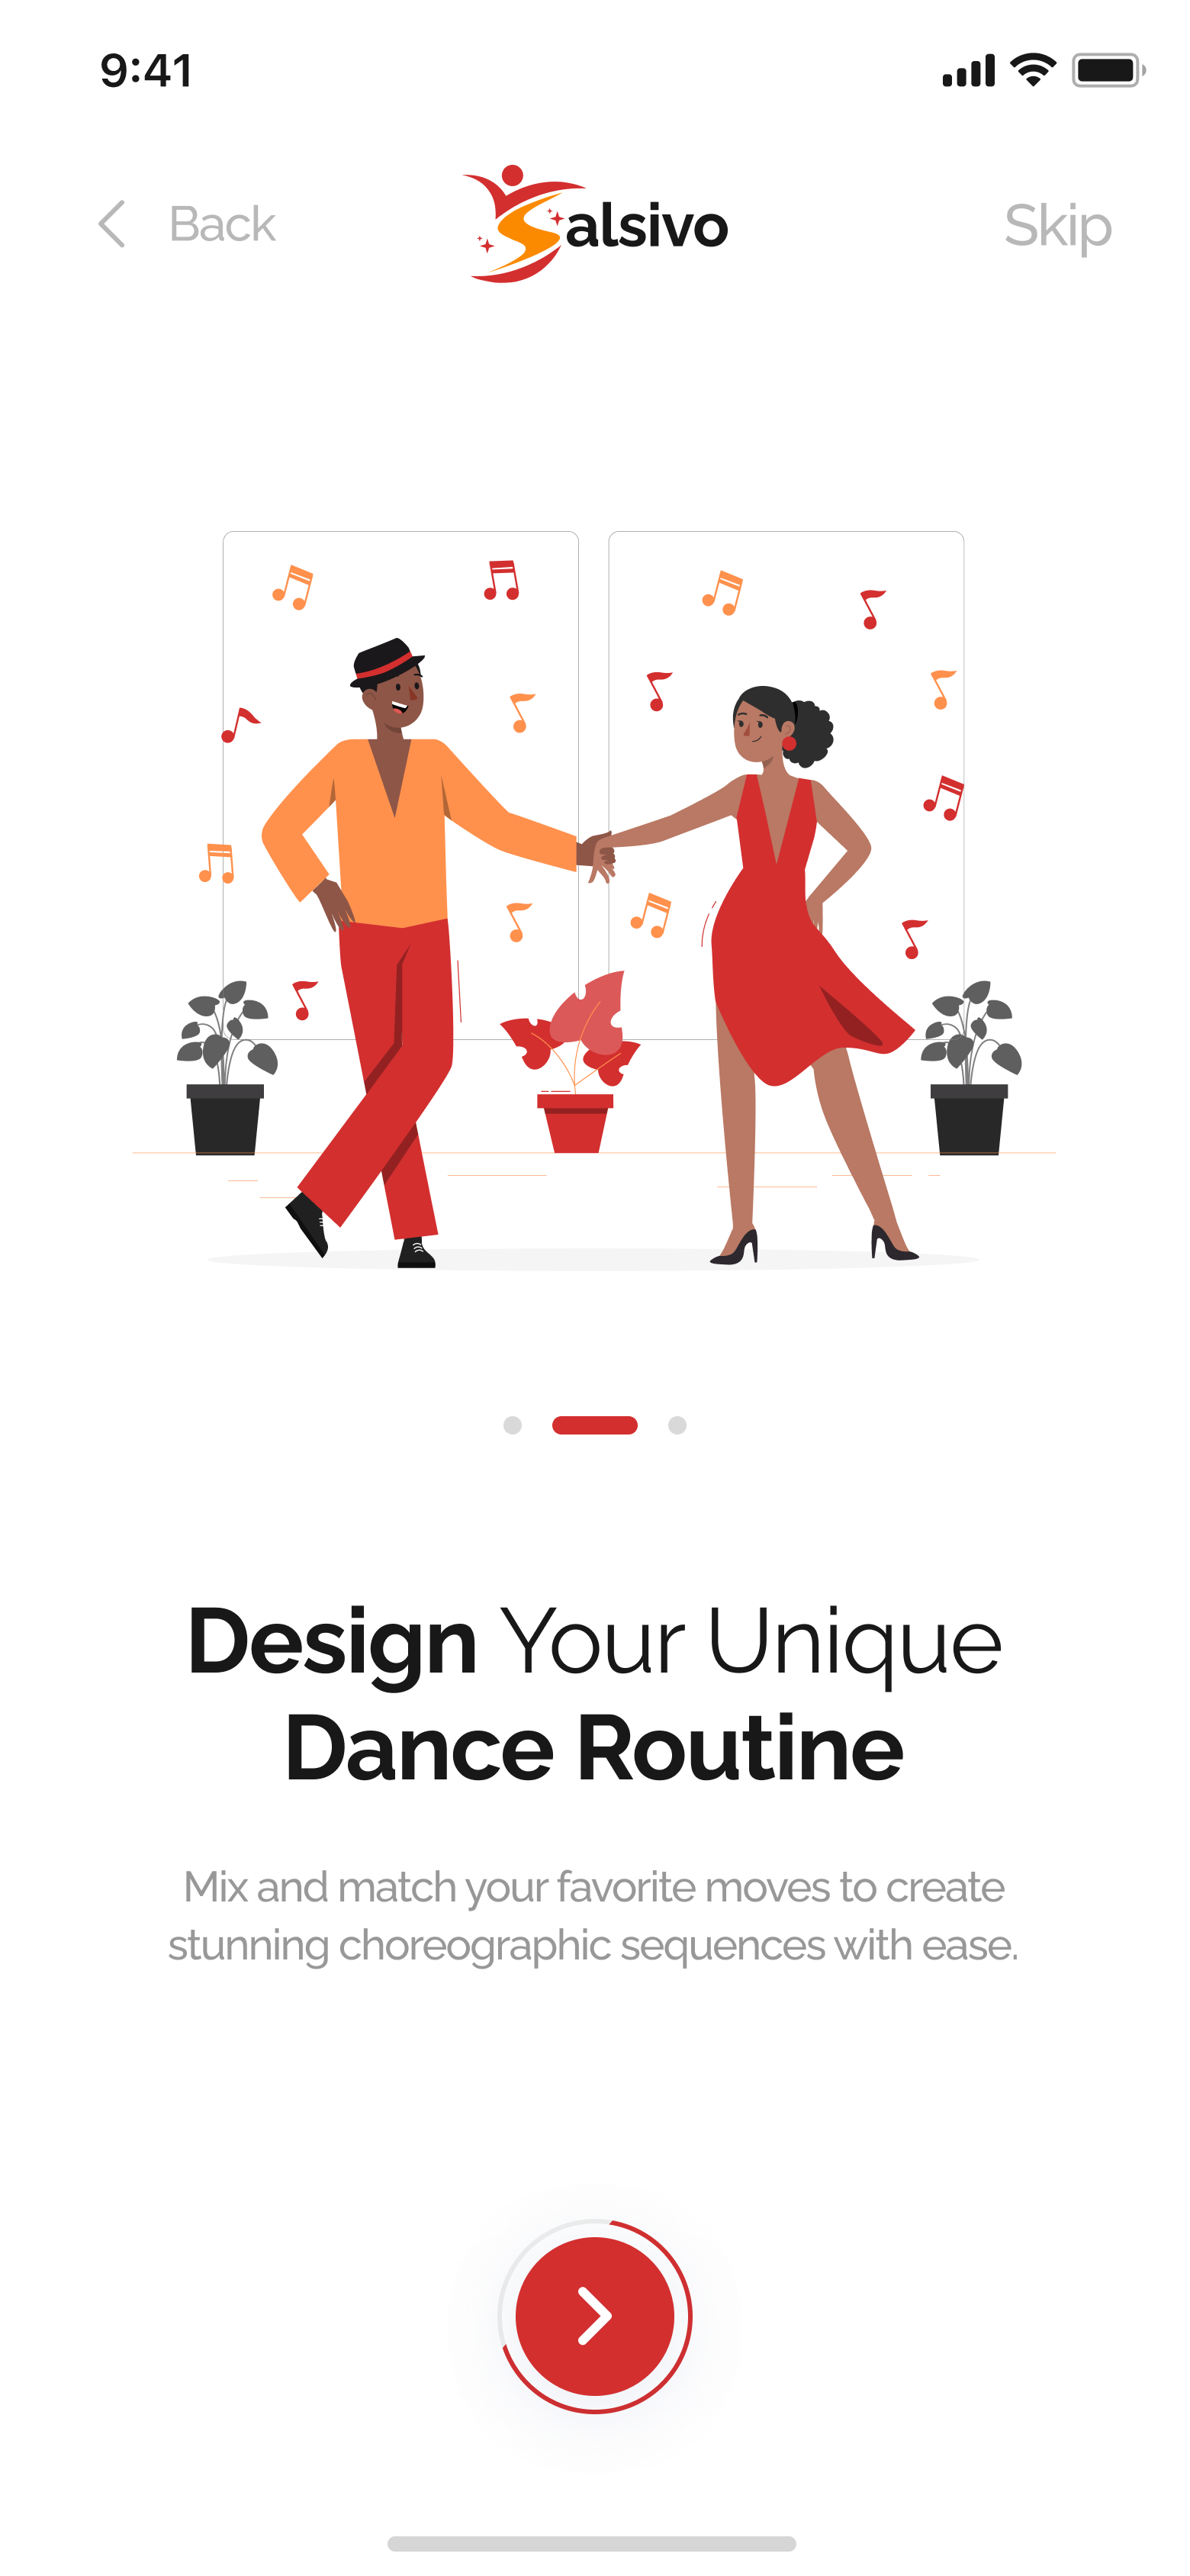 9:41
Back
Salsivo
Skip
Design Your Unique
Dance Routine
Mix and match your favorite moves to create
stunning choreographic sequences with ease.